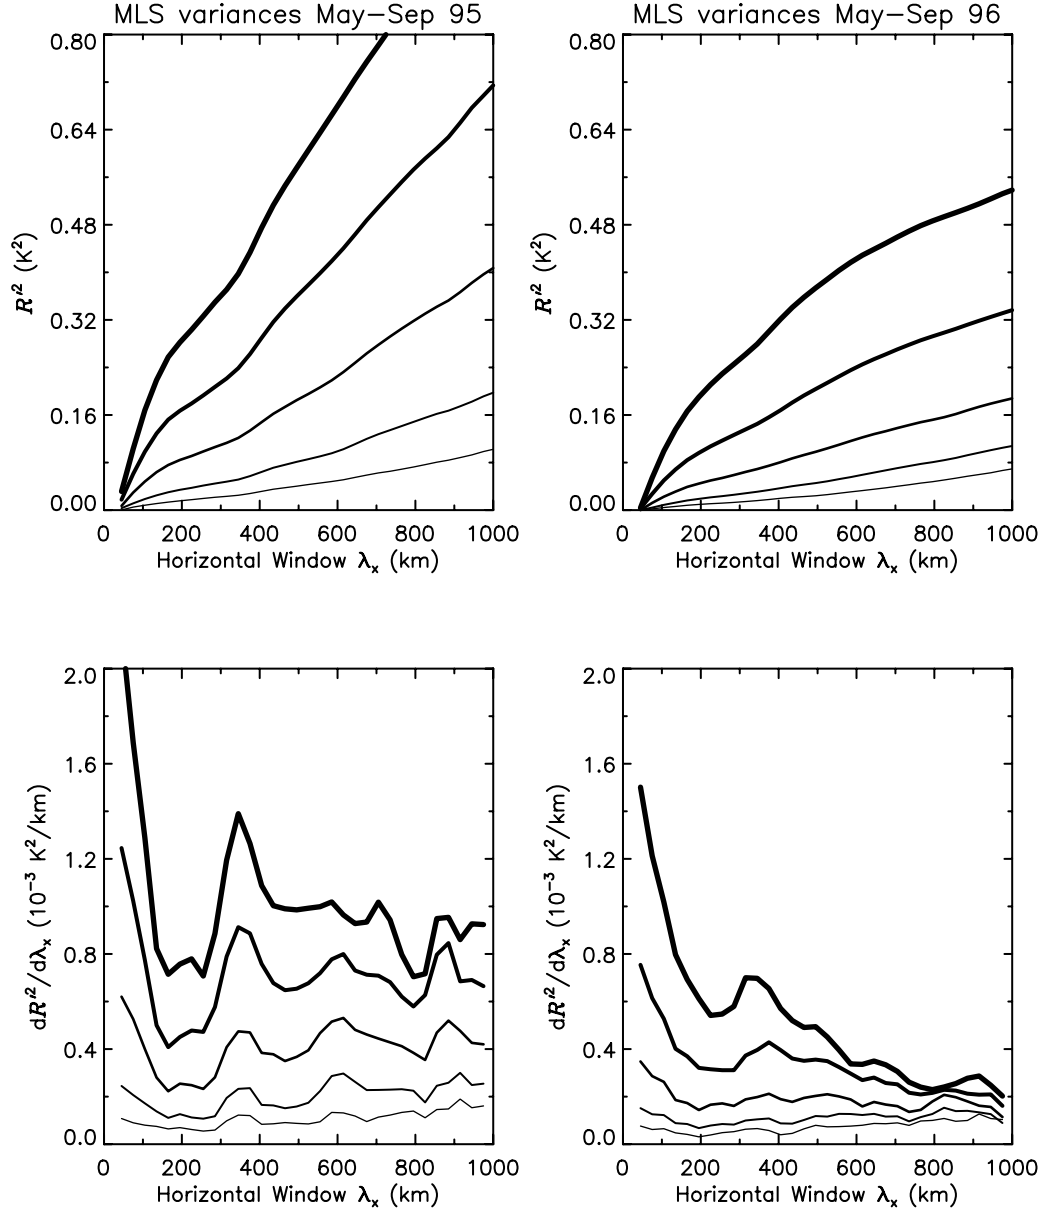 MLS variances May–Sep 95
MLS variances May–Sep 96
0.80
0.64
0.48
0.32
0.16
0.00
R′² (K²)
0 200 400 600 800 1000
Horizontal Window λₓ (km)
0.80
0.64
0.48
0.32
0.16
0.00
R′² (K²)
0 200 400 600 800 1000
Horizontal Window λₓ (km)
2.0
1.6
1.2
0.8
0.4
0.0
dR′²/dλₓ (10⁻³ K²/km)
0 200 400 600 800 1000
Horizontal Window λₓ (km)
2.0
1.6
1.2
0.8
0.4
0.0
dR′²/dλₓ (10⁻³ K²/km)
0 200 400 600 800 1000
Horizontal Window λₓ (km)